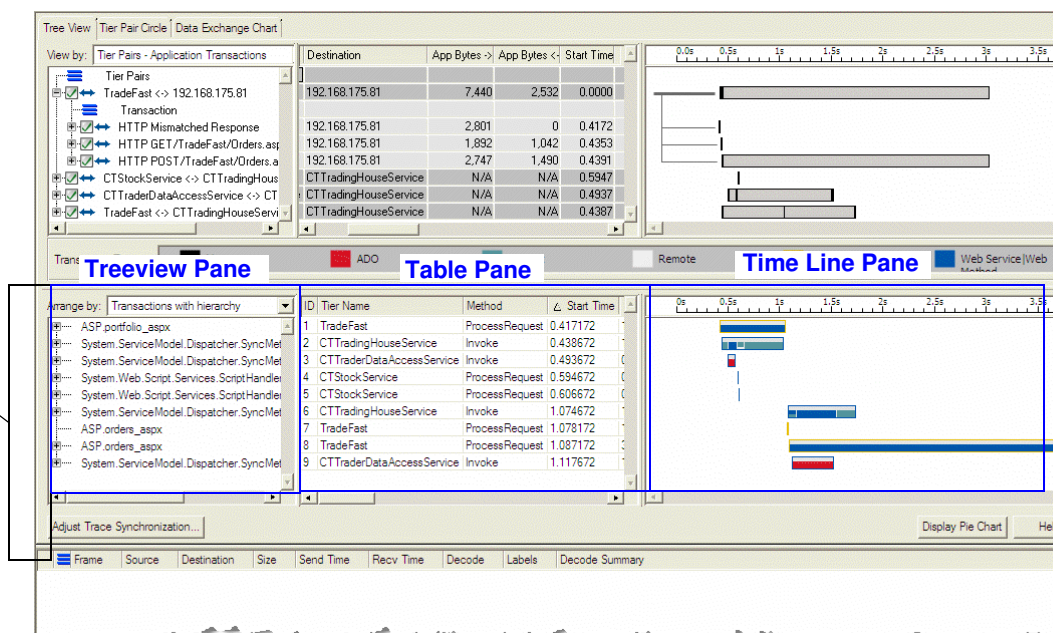 Tree View Tier Pair Circle Data Exchange Chart
View by: Tier Pairs - Application Transactions
Destination App Bytes -> App Bytes <- Start Time
0.0s 0.5s 1s 1.5s 2s 2.5s 3s 3.5s
Tier Pairs
TradeFast <-> 192.168.175.81 192.168.175.81 7,440 2,532 0.0000
Transaction
HTTP Mismatched Response 192.168.175.81 2,801 0 0.4172
HTTP GET/TradeFast/Orders.asp 192.168.175.81 1,892 1,042 0.4353
HTTP POST/TradeFast/Orders.a 192.168.175.81 2,747 1,490 0.4391
CTStockService <-> CTTradingHous CTTradingHouseService N/A N/A 0.5947
CTTraderDataAccessService <-> CT CTTradingHouseService N/A N/A 0.4937
TradeFast <-> CTTradingHouseServi CTTradingHouseService N/A N/A 0.4387
Trans ADO Remote Web Service|Web
Method
Treeview Pane Table Pane Time Line Pane
Arrange by: Transactions with hierarchy
ID Tier Name Method Start Time
0s 0.5s 1s 1.5s 2s 2.5s 3s 3.5s
ASP.portfolio_aspx 1 TradeFast ProcessRequest 0.417172
System.ServiceModel.Dispatcher.SyncMet 2 CTTradingHouseService Invoke 0.438672
System.ServiceModel.Dispatcher.SyncMet 3 CTTraderDataAccessService Invoke 0.493672
System.Web.Script.Services.ScriptHandler 4 CTStockService ProcessRequest 0.594672
System.Web.Script.Services.ScriptHandler 5 CTStockService ProcessRequest 0.606672
System.ServiceModel.Dispatcher.SyncMet 6 CTTradingHouseService Invoke 1.074672
ASP.orders_aspx 7 TradeFast ProcessRequest 1.078172
ASP.orders_aspx 8 TradeFast ProcessRequest 1.087172
System.ServiceModel.Dispatcher.SyncMet 9 CTTraderDataAccessService Invoke 1.117672
Adjust Trace Synchronization... Display Pie Chart He
Frame Source Destination Size Send Time Recv Time Decode Labels Decode Summary